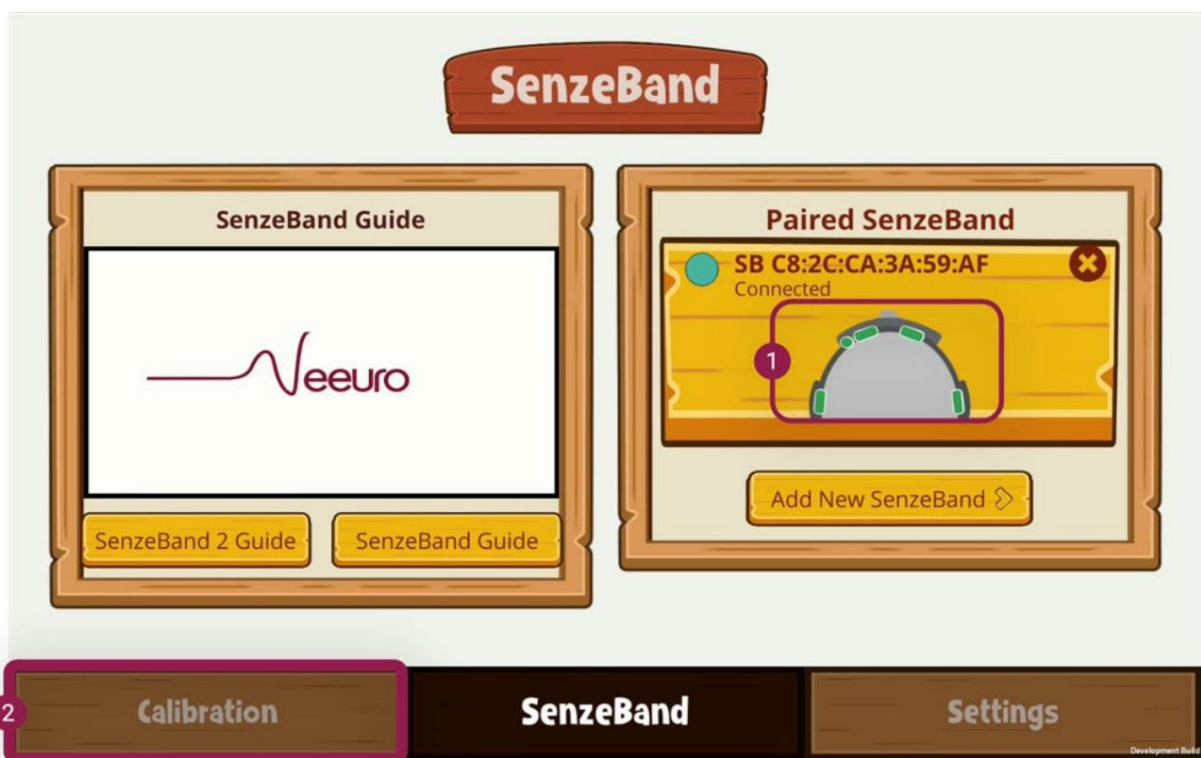 SenzeBand
SenzeBand Guide
Neeuro
SenzeBand 2 Guide
SenzeBand Guide
Paired SenzeBand
SB C8:2C:CA:3A:59:AF
Connected
1
Add New SenzeBand
2
Calibration
SenzeBand
Settings
Development Build